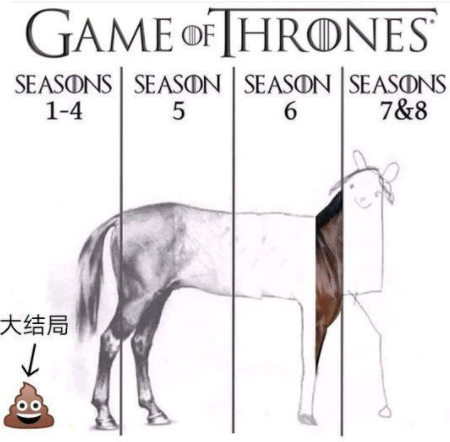 GAME OF THRONES
SEASONS 1-4
SEASON 5
SEASON 6
SEASONS 7&8
大结局